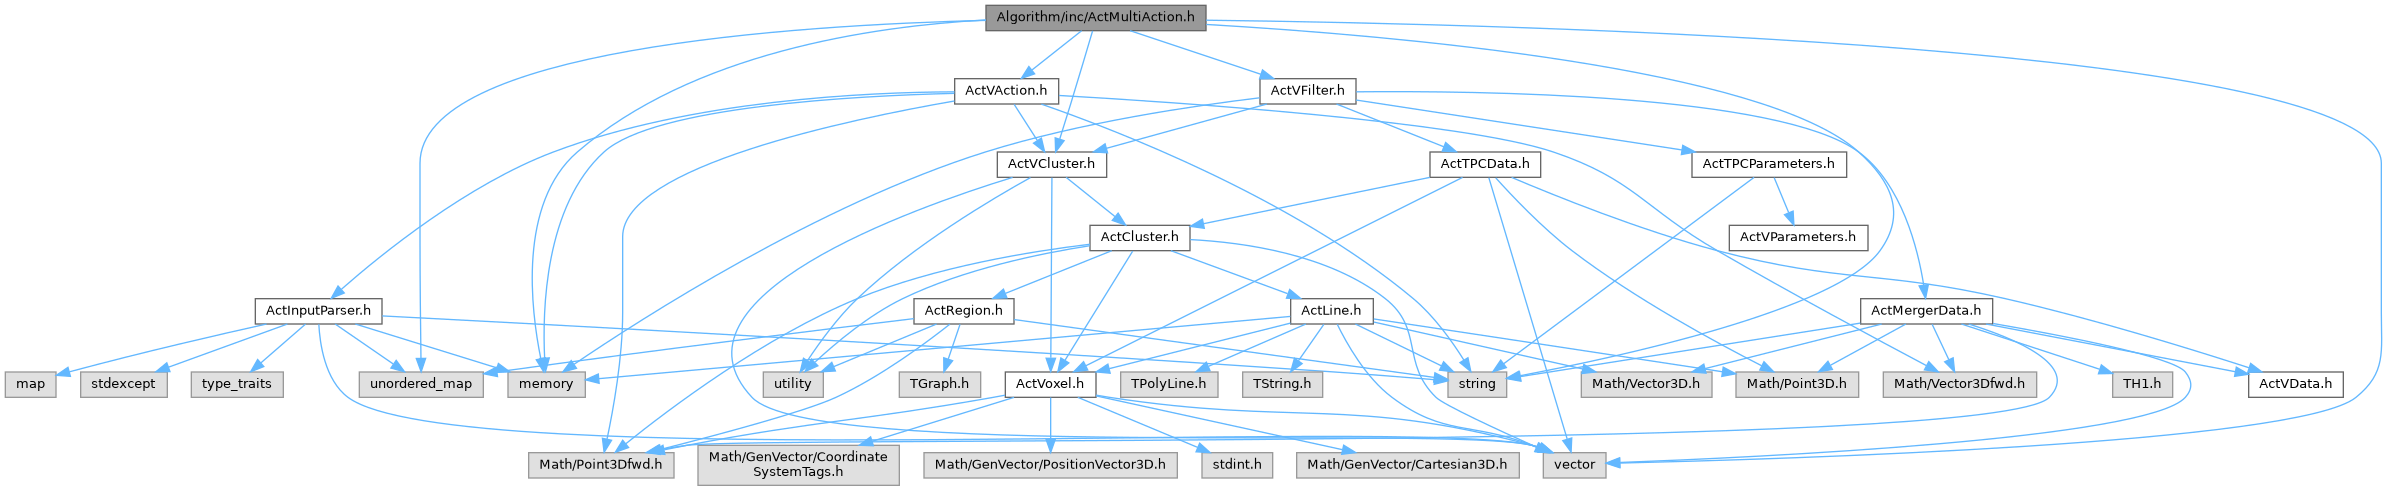 Algorithm/inc/ActMultiAction.h
ActVAction.h
ActVFilter.h
ActVCluster.h
ActTPCData.h
ActTPCParameters.h
ActCluster.h
ActVParameters.h
ActInputParser.h
ActRegion.h
ActLine.h
ActMergerData.h
map
stdexcept
type_traits
unordered_map
memory
utility
TGraph.h
ActVoxel.h
TPolyLine.h
TString.h
string
Math/Vector3D.h
Math/Point3D.h
Math/Vector3Dfwd.h
TH1.h
ActVData.h
Math/Point3Dfwd.h
Math/GenVector/Coordinate
SystemTags.h
Math/GenVector/PositionVector3D.h
stdint.h
Math/GenVector/Cartesian3D.h
vector